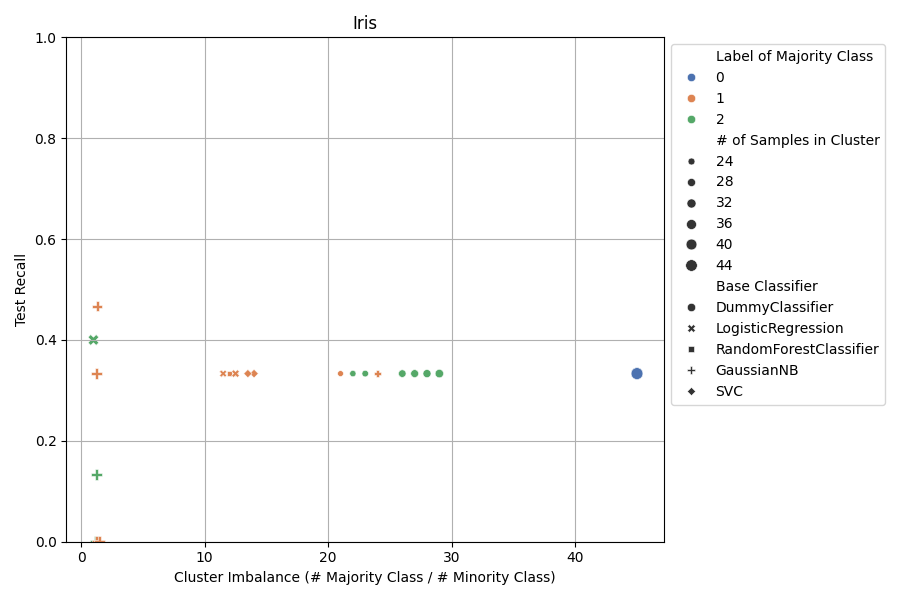 Iris
1.0
0.8
0.6
0.4
0.2
0.0
Test Recall
0
10
20
30
40
Cluster Imbalance (# Majority Class / # Minority Class)
Label of Majority Class
0
1
2
# of Samples in Cluster
24
28
32
36
40
44
Base Classifier
DummyClassifier
LogisticRegression
RandomForestClassifier
GaussianNB
SVC